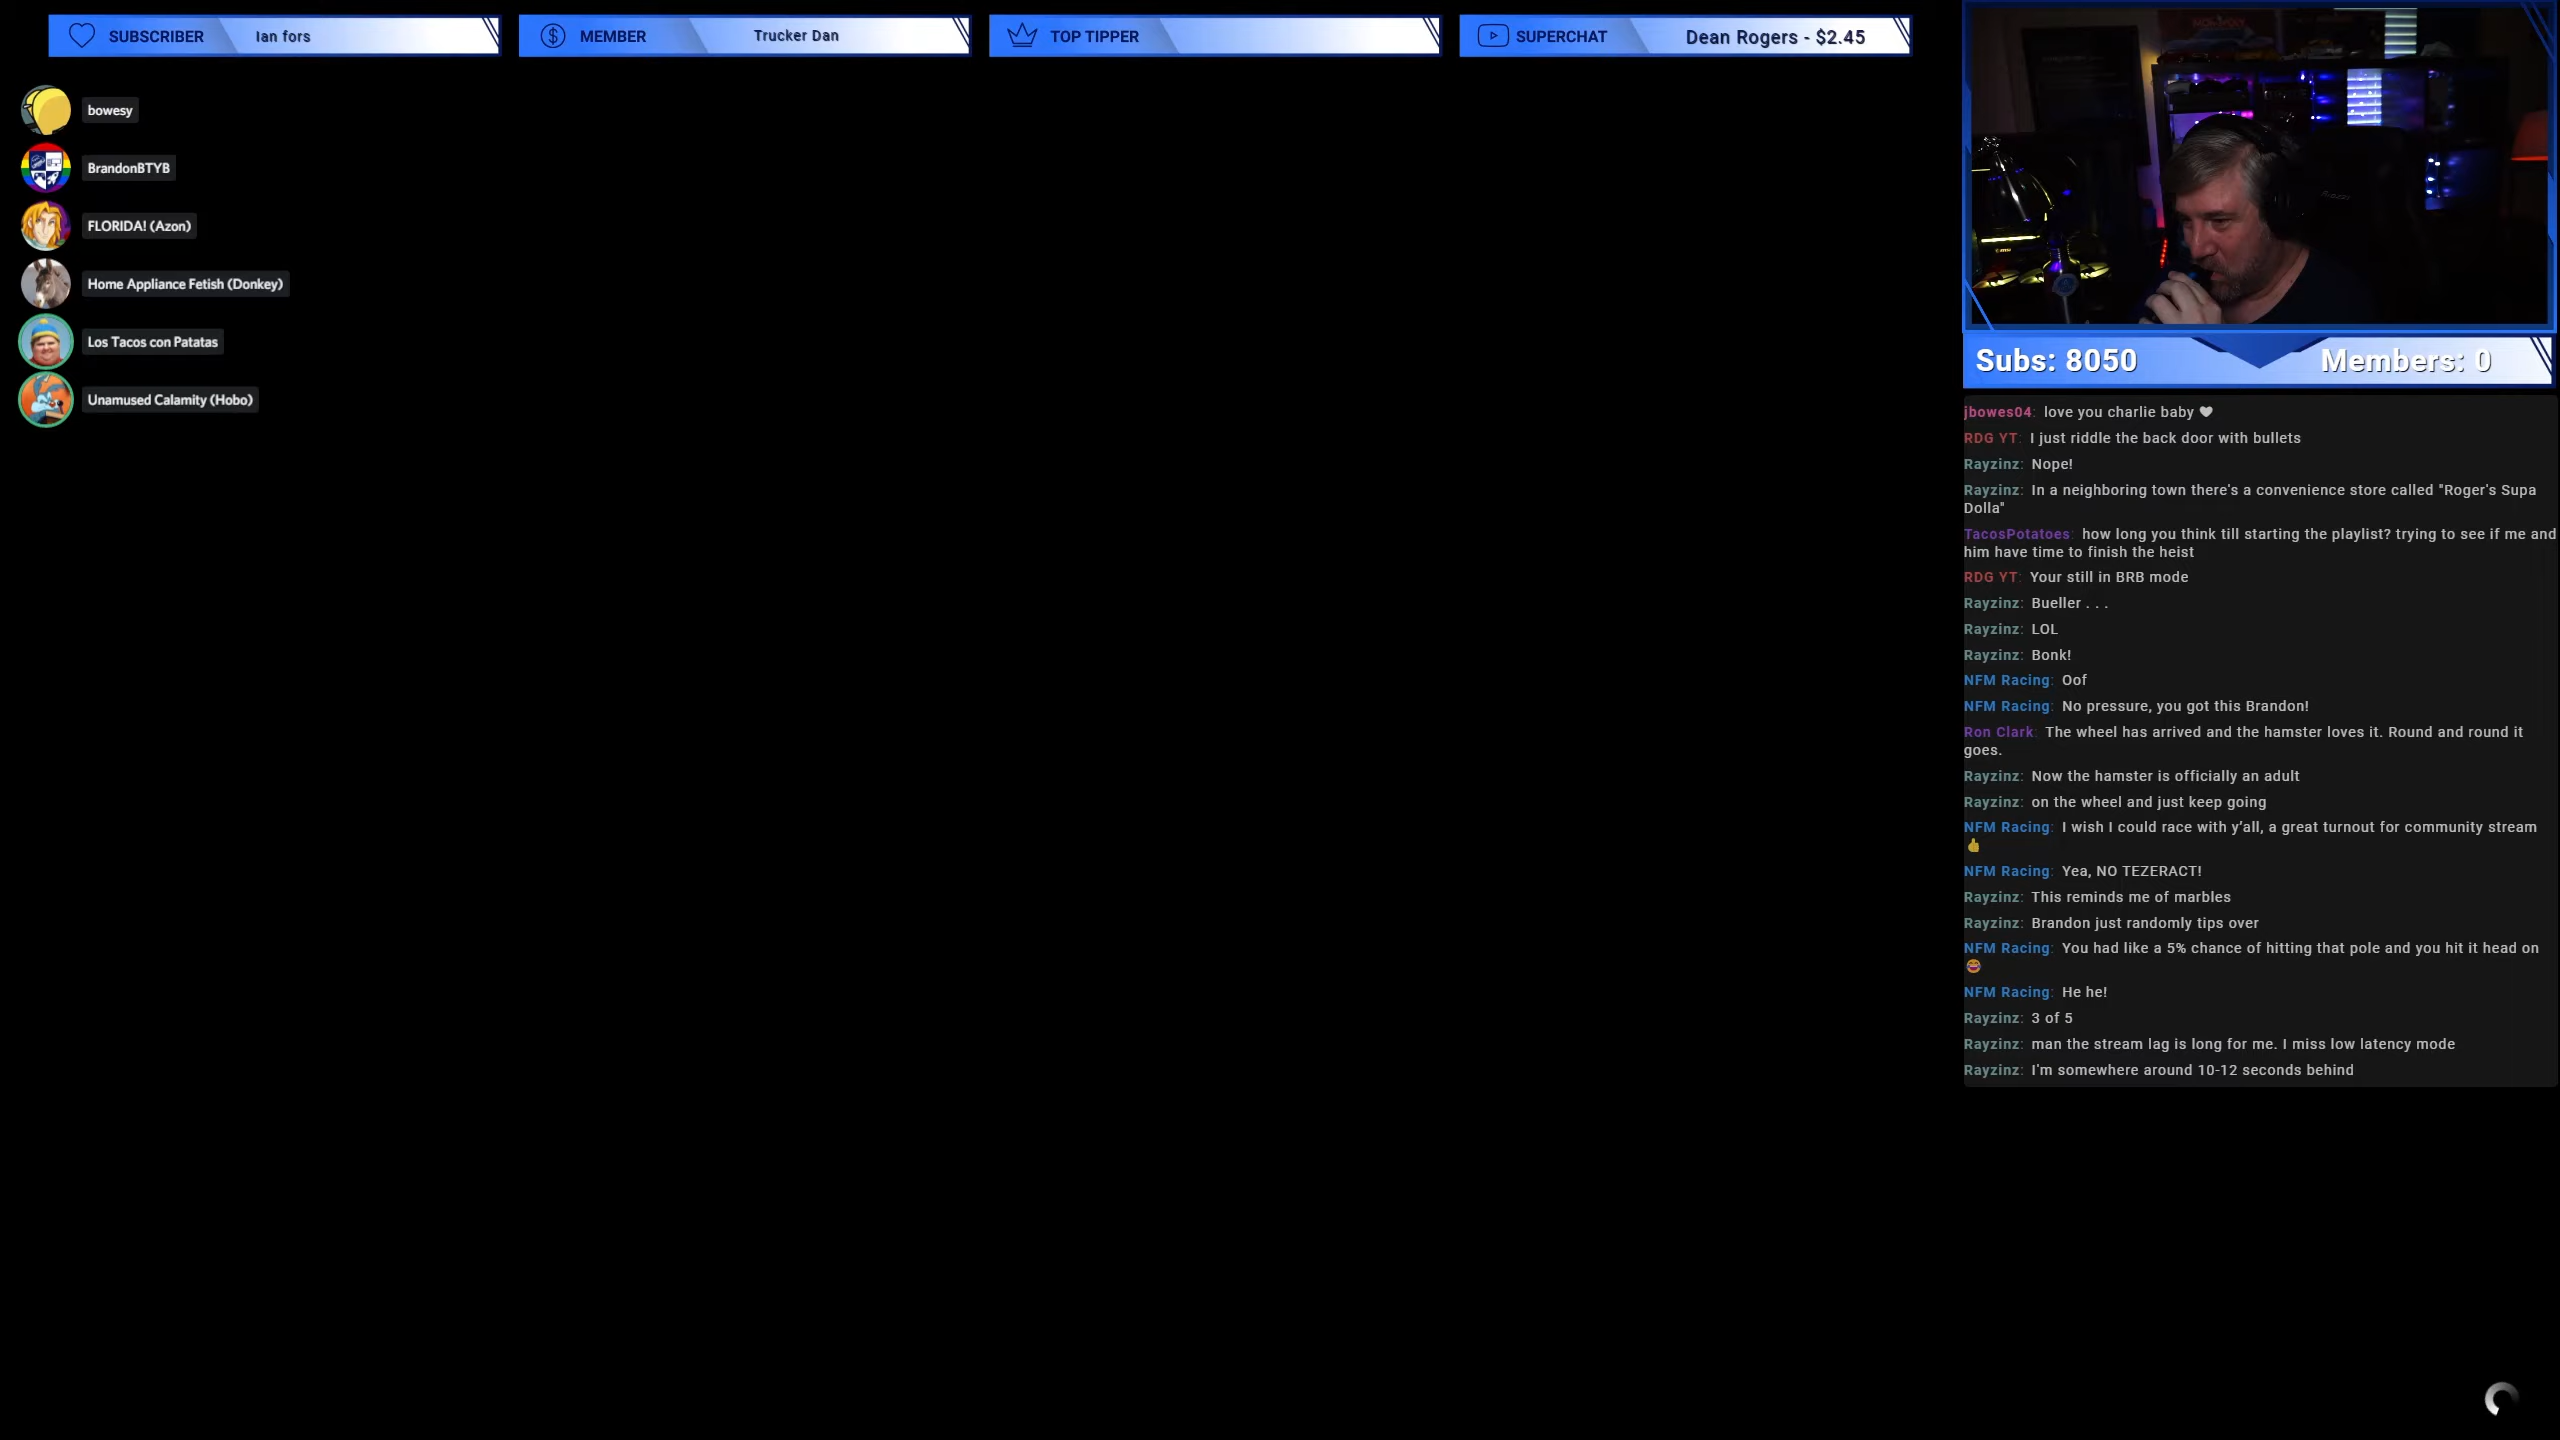 SUBSCRIBER Ian fors
MEMBER Trucker Dan
TOP TIPPER
SUPERCHAT Dean Rogers - $2.45
bowesy
BrandonBTYB
FLORIDA! (Azon)
Home Appliance Fetish (Donkey)
Los Tacos con Patatas
Unamused Calamity (Hobo)
Subs: 8050 Members: 0
jbowes04: love you charlie baby
RDG YT: I just riddle the back door with bullets
Rayzinz: Nope!
Rayzinz: In a neighboring town there's a convenience store called "Roger's Supa
Dolla"
TacosPotatoes: how long you think till starting the playlist? trying to see if me and
him have time to finish the heist
RDG YT: Your still in BRB mode
Rayzinz: Bueller . . .
Rayzinz: LOL
Rayzinz: Bonk!
NFM Racing: Oof
NFM Racing: No pressure, you got this Brandon!
Ron Clark: The wheel has arrived and the hamster loves it. Round and round it
goes.
Rayzinz: Now the hamster is officially an adult
Rayzinz: on the wheel and just keep going
NFM Racing: I wish I could race with y'all, a great turnout for community stream
NFM Racing: Yea, NO TEZERACT!
Rayzinz: This reminds me of marbles
Rayzinz: Brandon just randomly tips over
NFM Racing: You had like a 5% chance of hitting that pole and you hit it head on
NFM Racing: He he!
Rayzinz: 3 of 5
Rayzinz: man the stream lag is long for me. I miss low latency mode
Rayzinz: I'm somewhere around 10-12 seconds behind